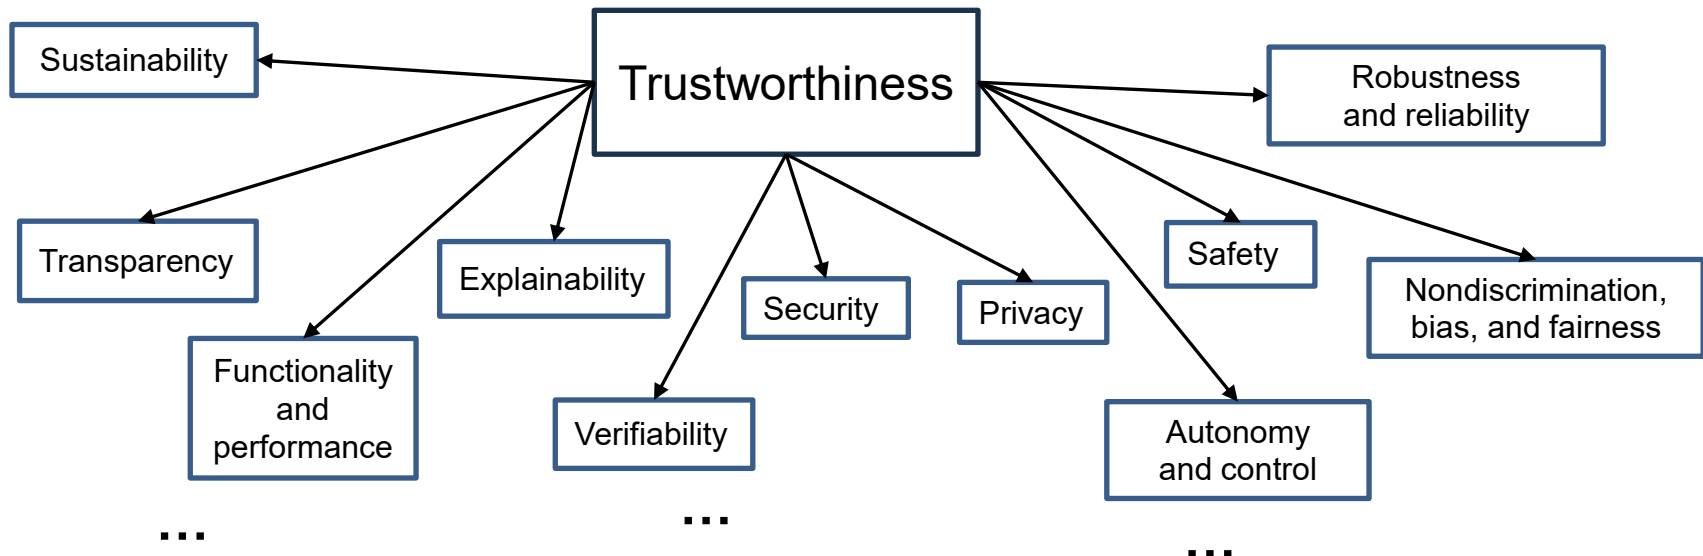 Trustworthiness
Sustainability
Robustness
and reliability
Transparency
Explainability
Safety
Security
Privacy
Nondiscrimination,
bias, and fairness
Functionality
and
performance
Verifiability
Autonomy
and control
...
...
...